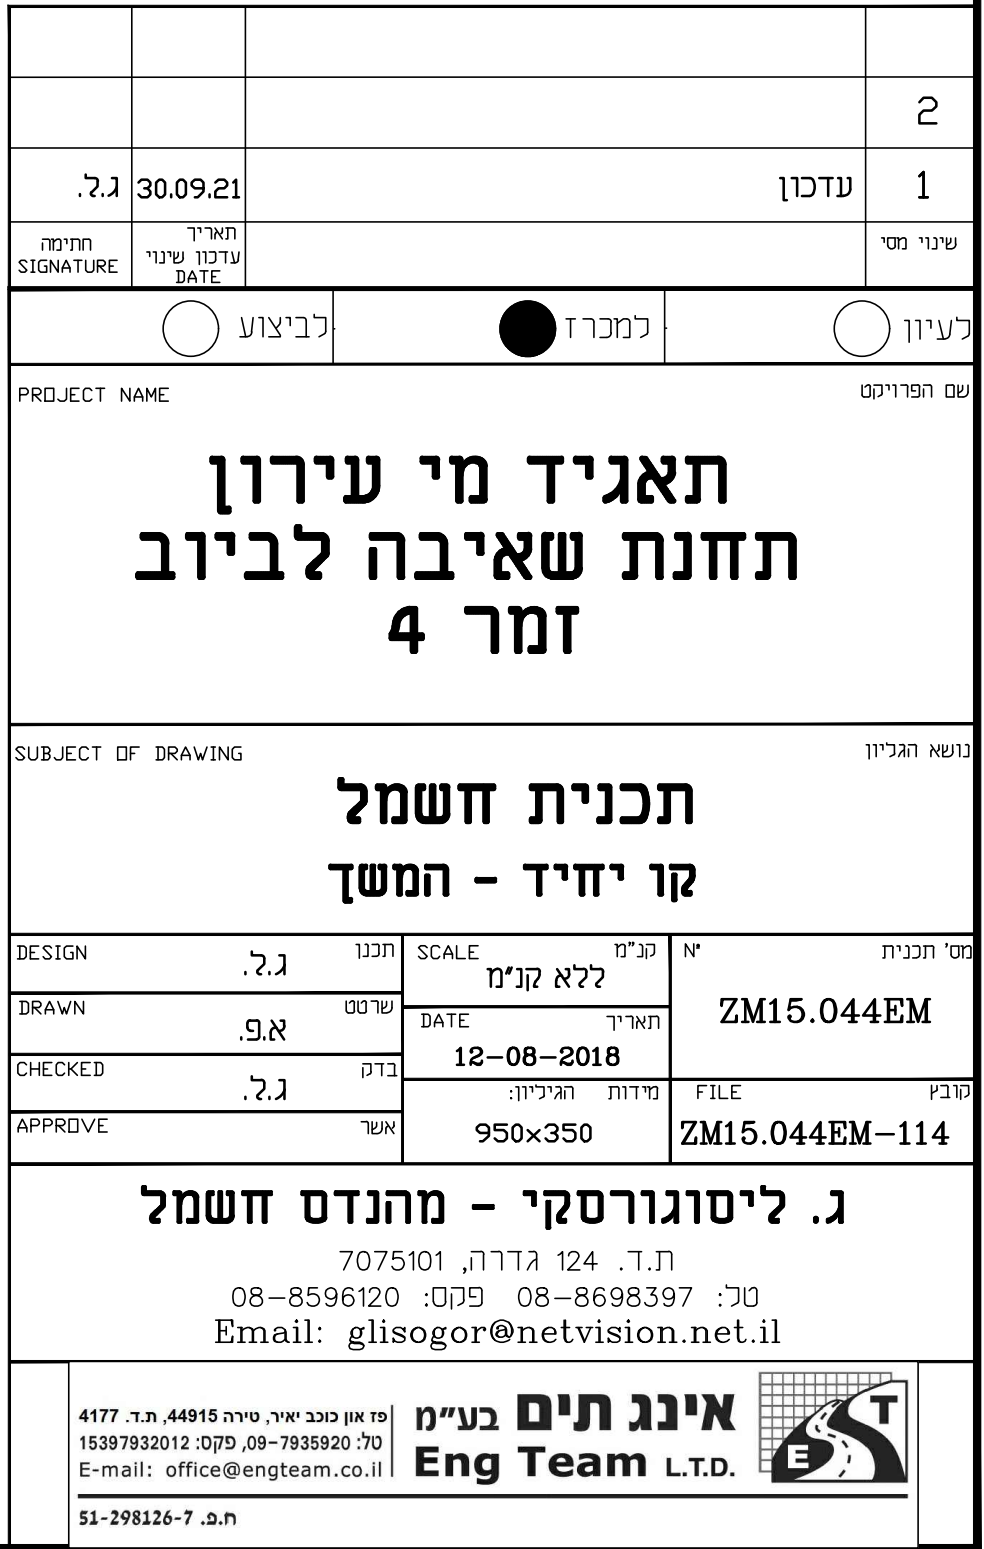 2
1 עדכון 30.09.21 ג.ל.
שינוי מסי תאריך עדכון שינוי DATE חתימה SIGNATURE
לעיון למכרז לביצוע
שם הפרויקט PROJECT NAME
תאגיד מי עירון
תחנת שאיבה לביוב
זמר 4
נושא הגליון SUBJECT OF DRAWING
תכנית חשמל
קו יחיד - המשך
מס' תכנית N°
ZM15.044EM
קובץ FILE
ZM15.044EM-114
קנ"מ SCALE
ללא קנ"מ
תאריך DATE
12-08-2018
מידות הגיליון:
950x350
תכנן DESIGN
ג.ל.
שרטט DRAWN
א.פ.
בדק CHECKED
ג.ל.
אשר APPROVE
ג. ליסוגורסקי - מהנדס חשמל
ת.ד. 124 גדרה, 7075101
טל: 08-8698397 פקס: 08-8596120
Email: glisogor@netvision.net.il
E T
אינג תים בע"מ
Eng Team L.T.D.
פז און כוכב יאיר, טירה 44915, ת.ד. 4177
טל: 09-7935920, פקס: 15397932012
E-mail: office@engteam.co.il
ח.פ. 51-298126-7